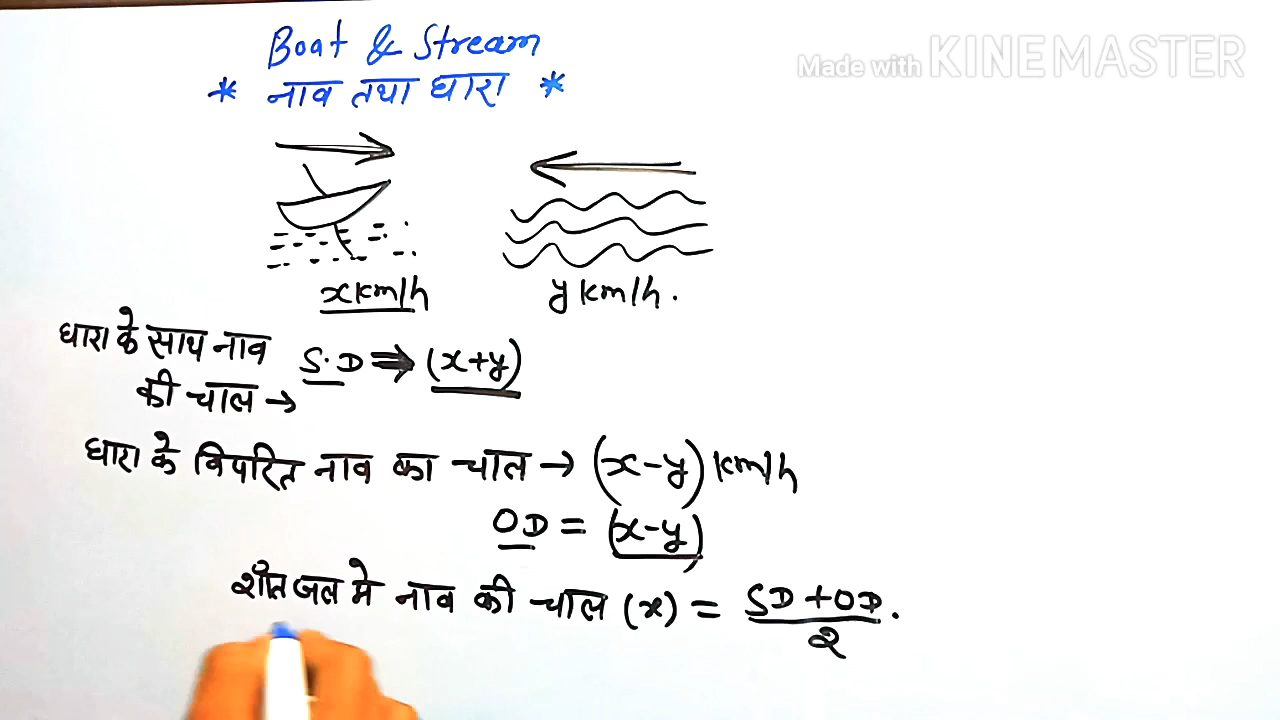 Boat & Stream
* नाव तथा धारा *
Made with KINEMASTER
x km/h
y km/h.
धारा के साथ नाव
की चाल → S.D ⇒ (x+y)
धारा के विपरित नाव का चाल → (x-y) km/h
OD = (x-y)
शांत जल मे नाव की चाल (x) = SD + OD.
2